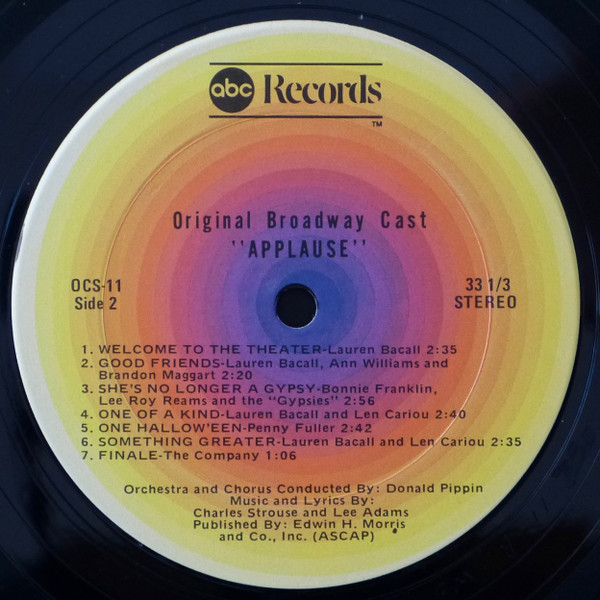 abc Records
TM
Original Broadway Cast
"APPLAUSE"
OCS-11
Side 2
33 1/3
STEREO
1. WELCOME TO THE THEATER-Lauren Bacall 2:35
2. GOOD FRIENDS-Lauren Bacall, Ann Williams and
Brandon Maggart 2:20
3. SHE'S NO LONGER A GYPSY-Bonnie Franklin,
Lee Roy Reams and the "Gypsies" 2:56
4. ONE OF A KIND-Lauren Bacall and Len Cariou 2:40
5. ONE HALLOW'EEN-Penny Fuller 2:42
6. SOMETHING GREATER-Lauren Bacall and Len Cariou 2:35
7. FINALE-The Company 1:06
Orchestra and Chorus Conducted By: Donald Pippin
Music and Lyrics By:
Charles Strouse and Lee Adams
Published By: Edwin H. Morris
and Co., Inc. (ASCAP)